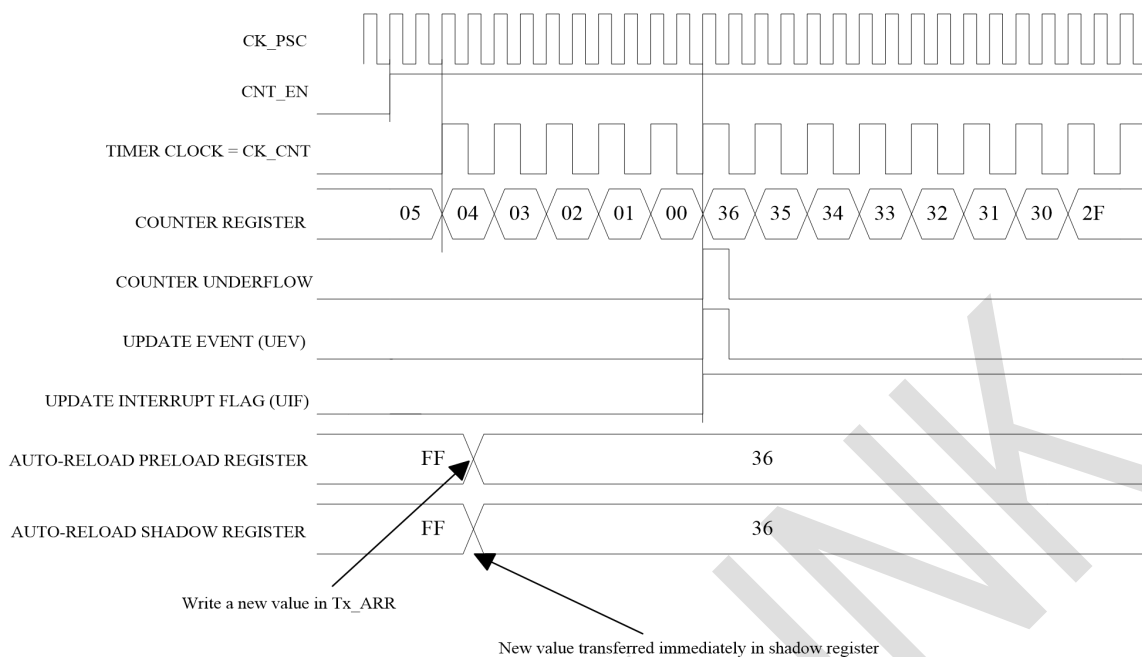 CK_PSC
CNT_EN
TIMER CLOCK = CK_CNT
COUNTER REGISTER 05 04 03 02 01 00 36 35 34 33 32 31 30 2F
COUNTER UNDERFLOW
UPDATE EVENT (UEV)
UPDATE INTERRUPT FLAG (UIF)
AUTO-RELOAD PRELOAD REGISTER FF 36
AUTO-RELOAD SHADOW REGISTER FF 36
Write a new value in Tx_ARR
New value transferred immediately in shadow register